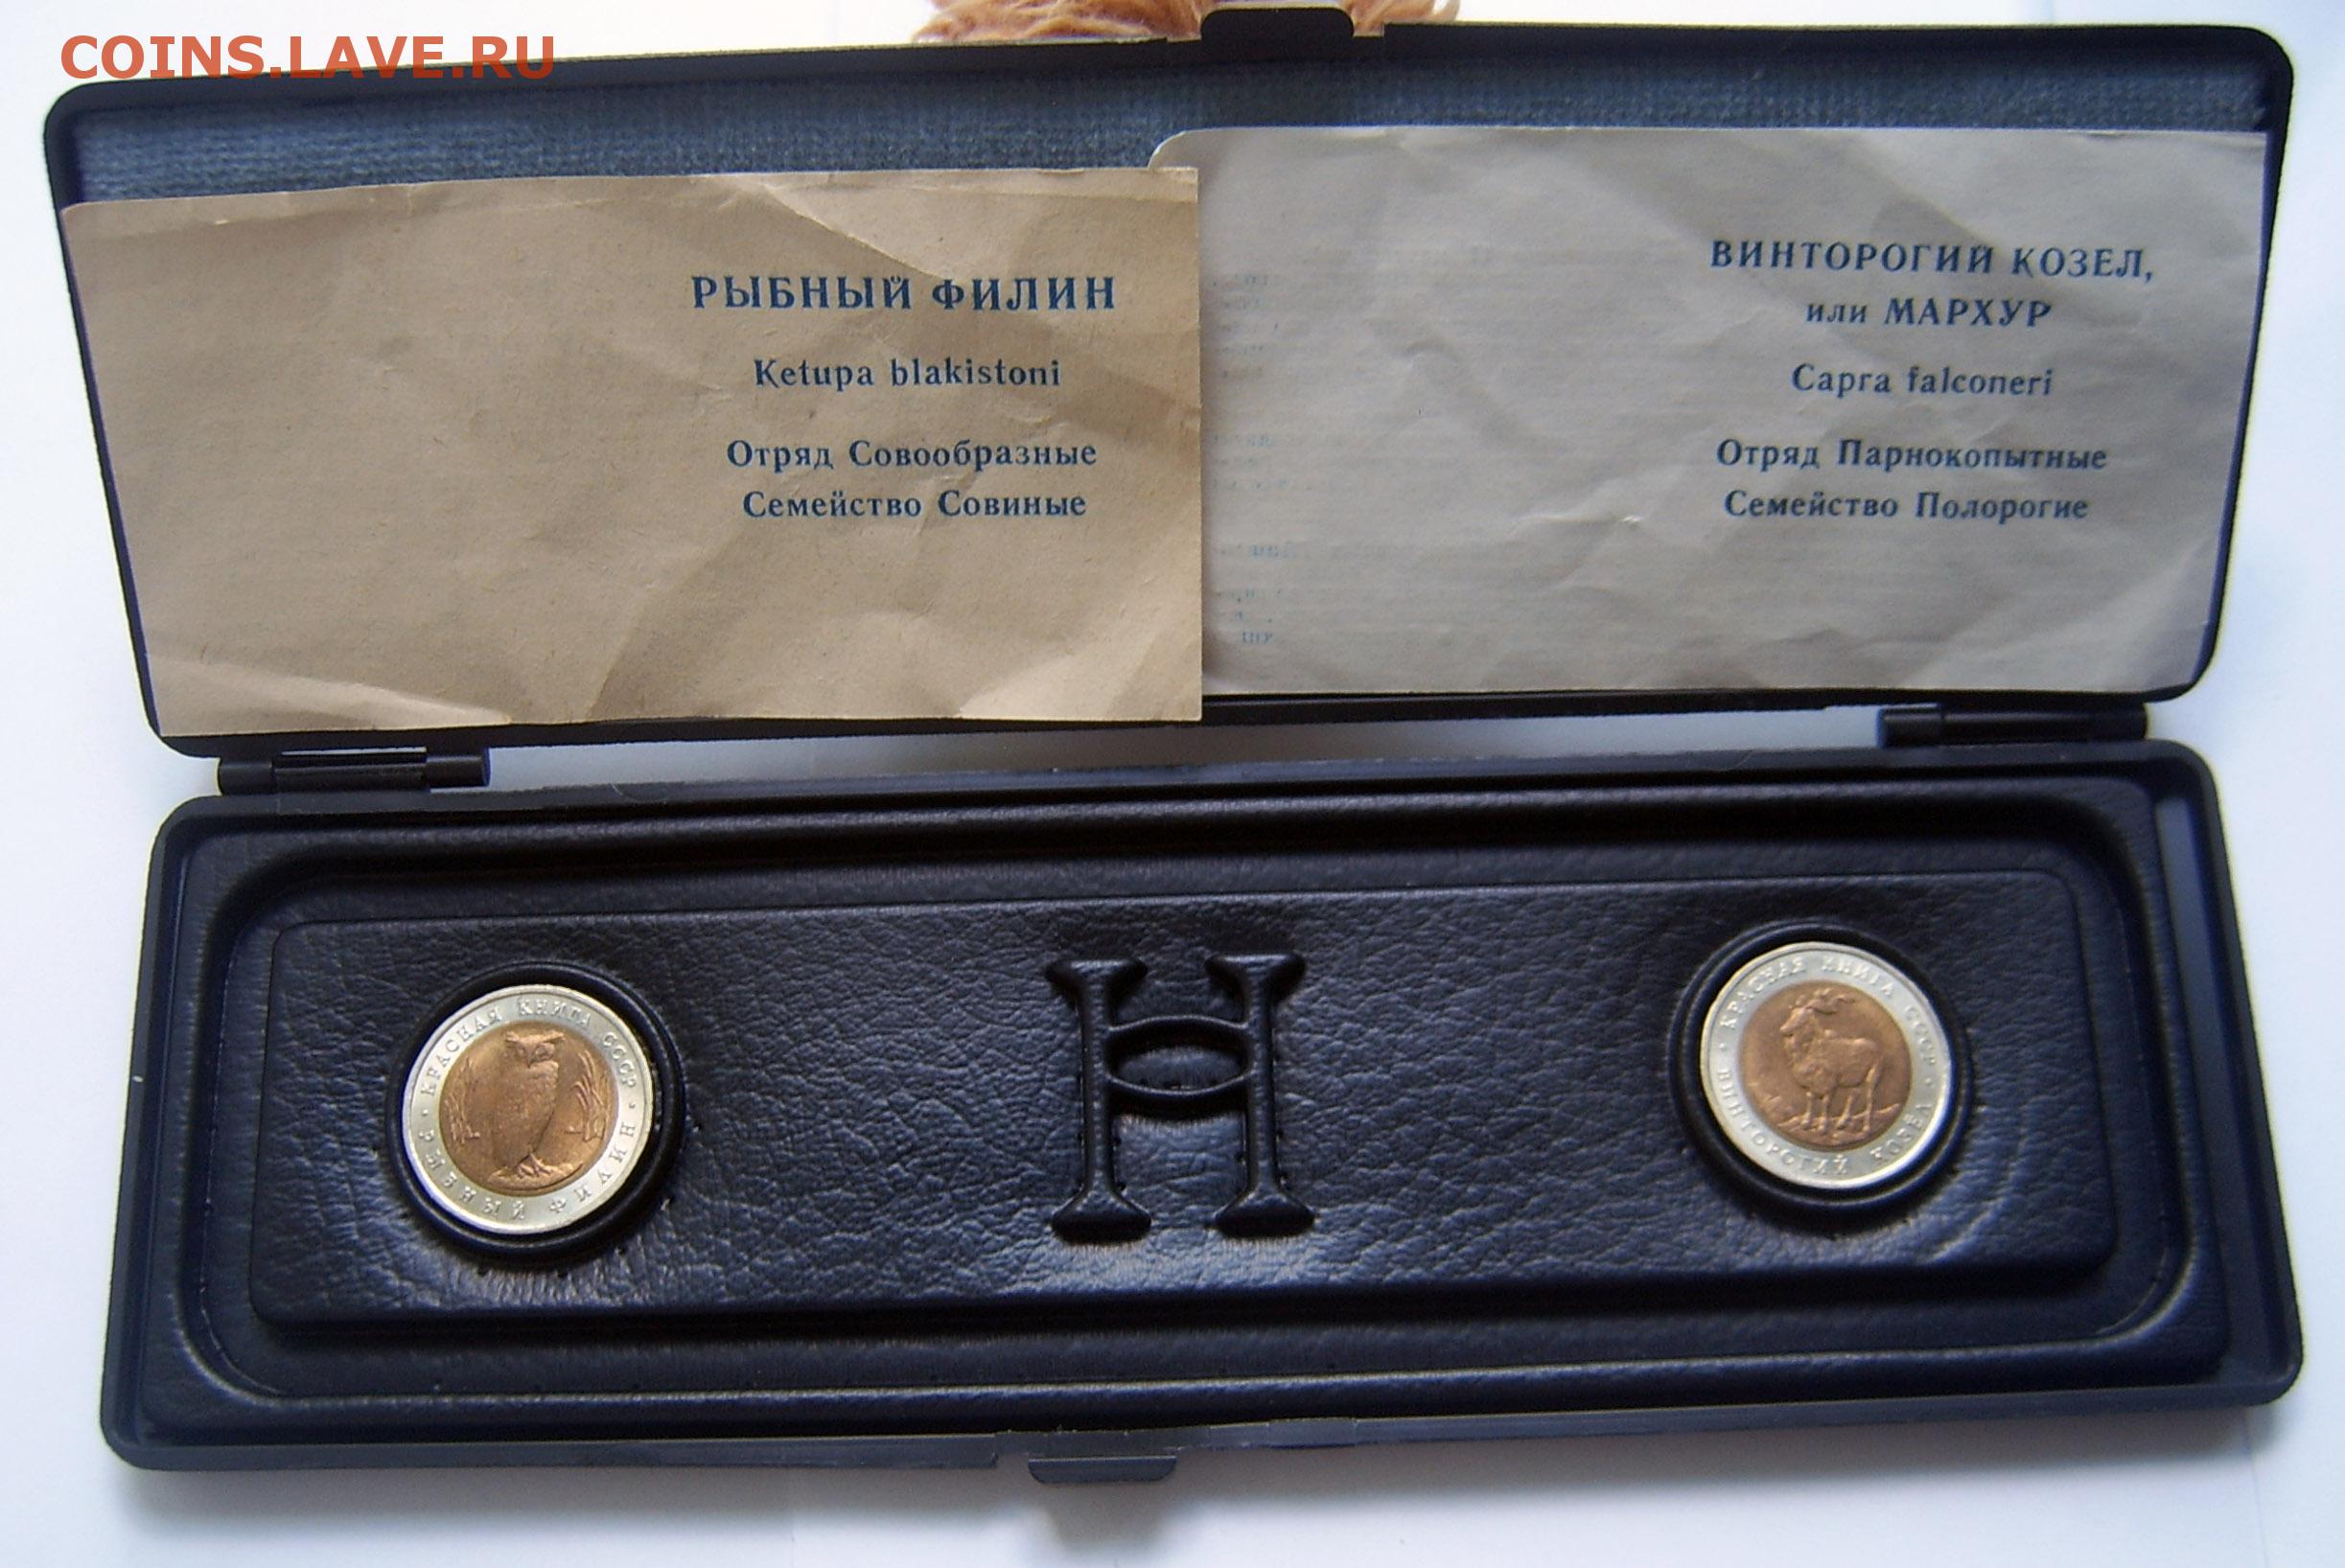 COINS.LAVE.RU
РЫБНЫЙ ФИЛИН
Ketupa blakistoni
Отряд Совообразные
Семейство Совиные
ВИНТОРОГИЙ КОЗЕЛ,
или МАРХУР
Capra falconeri
Отряд Парнокопытные
Семейство Полорогие
· КРАСНАЯ КНИГА СССР ·
РЫБНЫЙ ФИЛИН
H
· КРАСНАЯ КНИГА СССР ·
ВИНТОРОГИЙ КОЗЕЛ